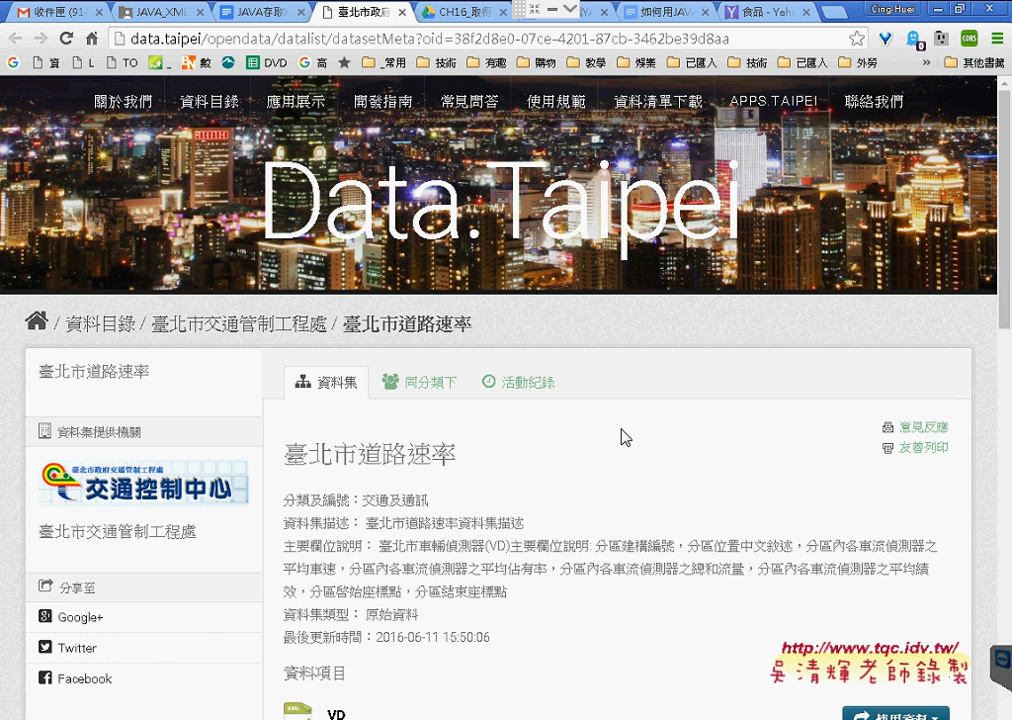 收件匣 (91
JAVA_XML
JAVA存取
臺北市政府
CH16_取得
如何用JAV
食品 - Yah
Cing-Huei
data.taipei/opendata/datalist/datasetMeta?oid=38f2d8e0-07ce-4201-87cb-3462be39d8aa
資 L TO 數 DVD 高 _常用 技術 有趣 購物 教學 娛樂 已匯入 技術 已匯入 外勞 » 其他書籤
關於我們 資料目錄 應用展示 開發指南 常見問答 使用規範 資料清單下載 APPS.TAIPEI 聯絡我們
Data.Taipei
/ 資料目錄 / 臺北市交通管制工程處 / 臺北市道路速率
臺北市道路速率
資料集提供機關
臺北市政府交通管制工程處
交通控制中心
臺北市交通管制工程處
分享至
Google+
Twitter
Facebook
資料集 同分類下 活動紀錄
意見反應
友善列印
臺北市道路速率
分類及編號：交通及通訊
資料集描述： 臺北市道路速率資料集描述
主要欄位說明： 臺北市車輛偵測器(VD)主要欄位說明: 分區建構編號，分區位置中文敘述，分區內各車流偵測器之
平均車速，分區內各車流偵測器之平均佔有率，分區內各車流偵測器之總和流量，分區內各車流偵測器之平均績
效，分區啓始座標點，分區結束座標點
資料集類型： 原始資料
最後更新時間：2016-06-11 15:50:06
資料項目
VD
使用資料
http://www.tqc.idv.tw/
吳清輝老師錄製